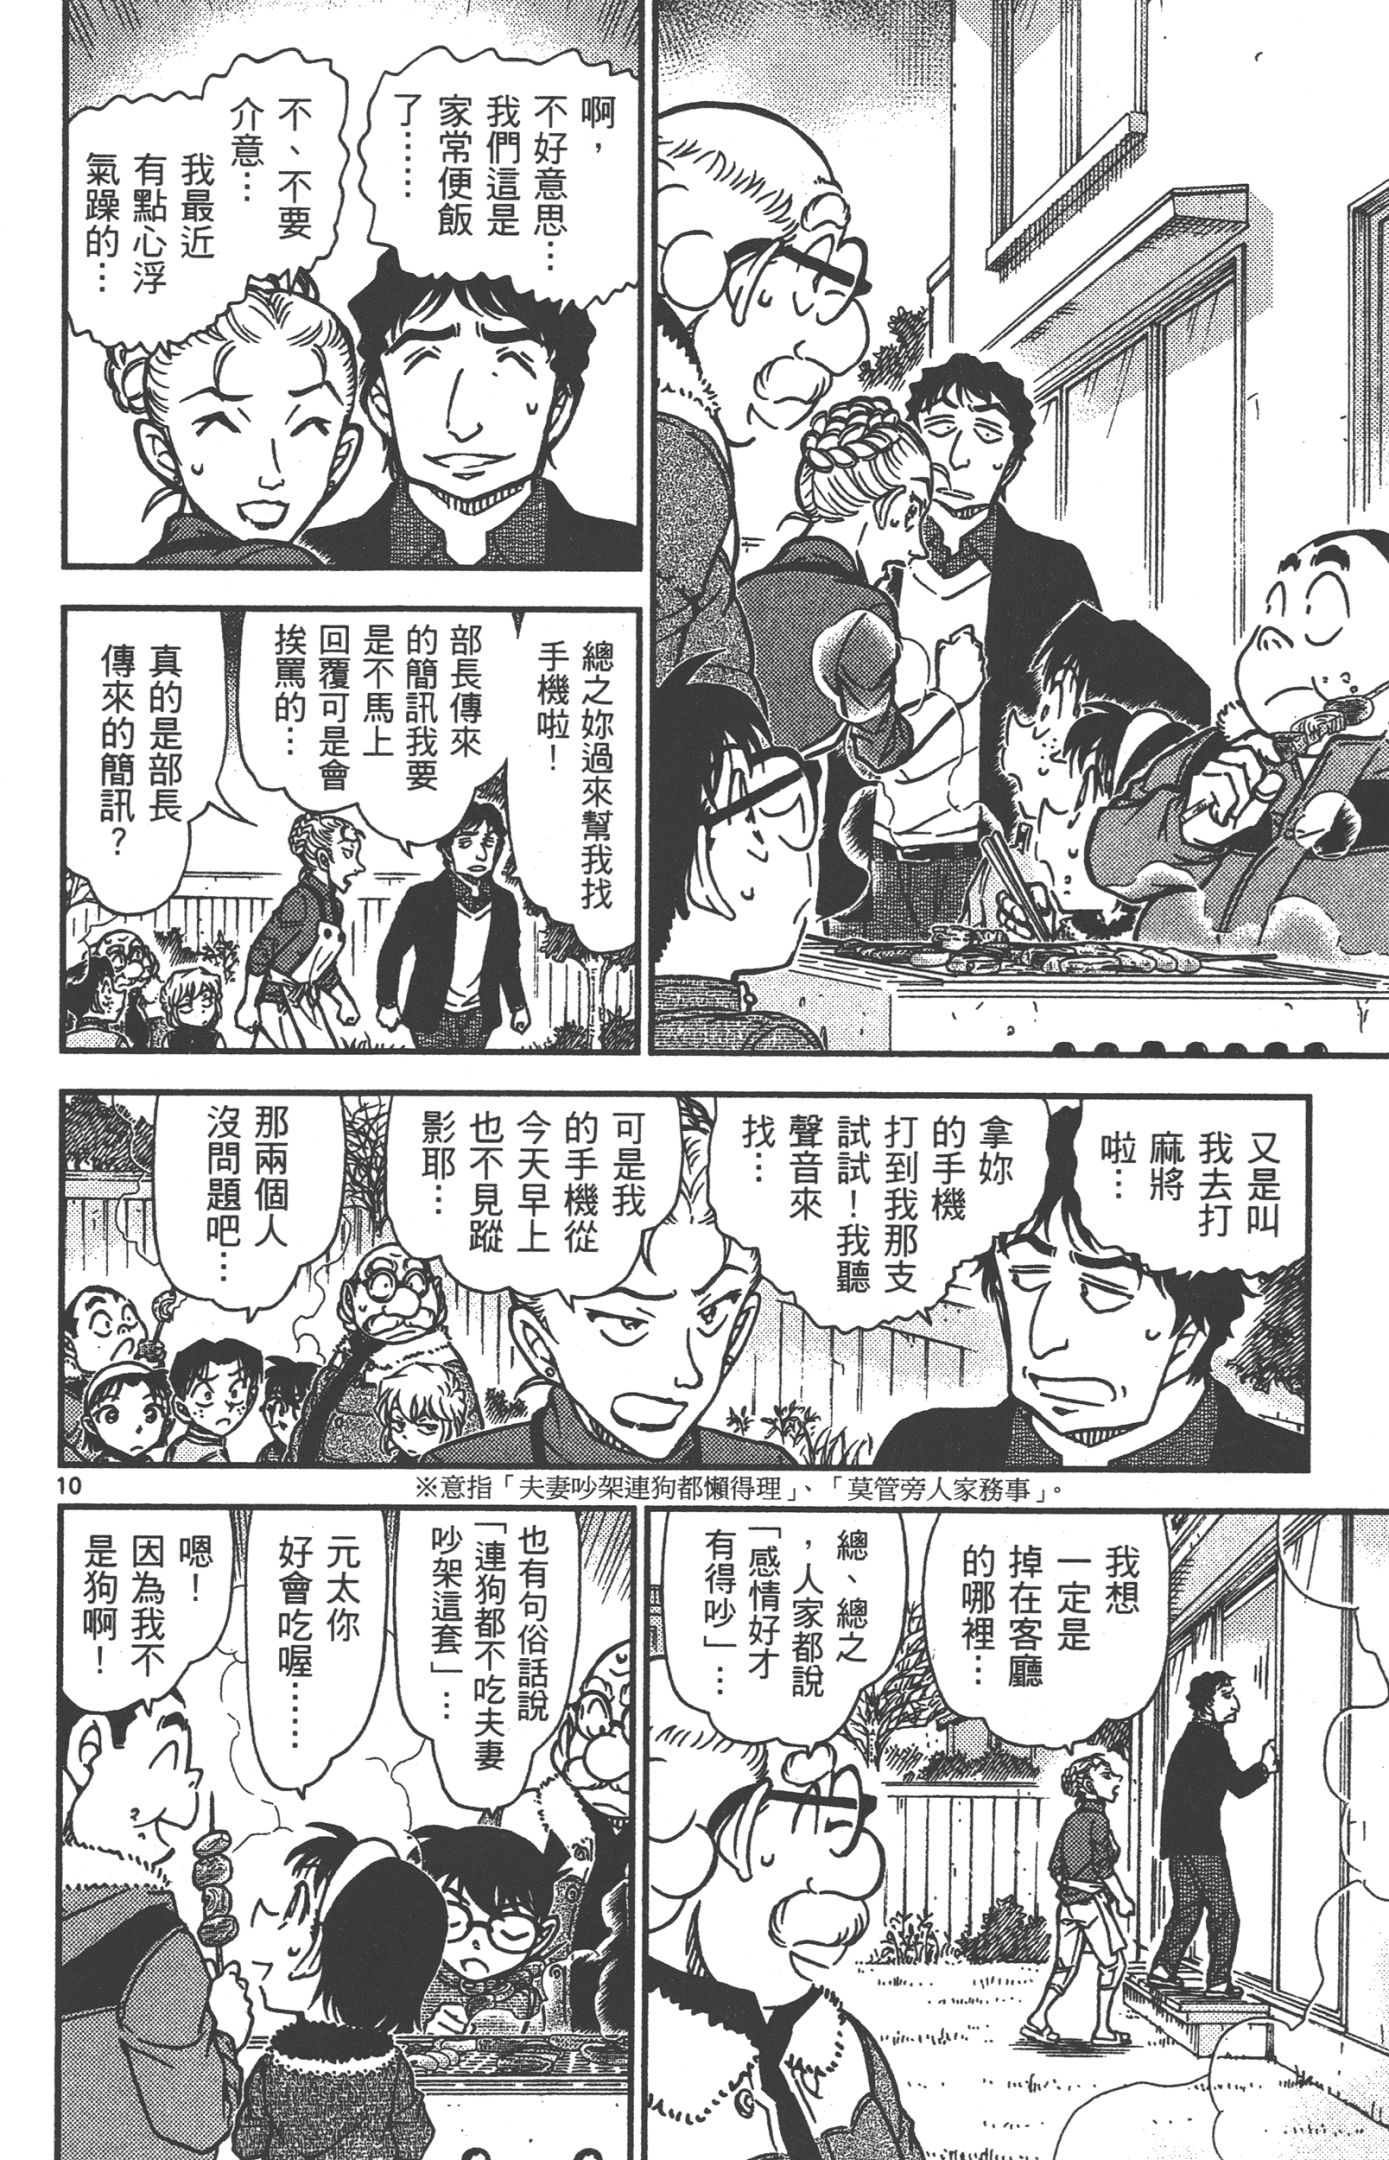 啊，
不好意思…
我們這是
家常便飯
了……
不、不要
介意…
我最近
有點心浮
氣躁的…
總之妳過來幫我找
手機啦！
部長傳來
的簡訊我要
是不馬上
回覆可是會
挨罵的…
真的是部長
傳來的簡訊？
又是叫
我去打
麻將
啦…
拿妳
的手機
打到我那支
試試！我聽
聲音來
找…
可是我
的手機從
今天早上
也不見蹤
影耶…
那兩個人
沒問題吧…
10
※意指「夫妻吵架連狗都懶得理」、「莫管旁人家務事」。
我想
一定是
掉在客廳
的哪裡…
總、總之
，人家都說
「感情好才
有得吵」…
也有句俗話說
「連狗都不吃夫妻
吵架這套」…
元太你
好會吃喔……
嗯！
因為我不
是狗啊！